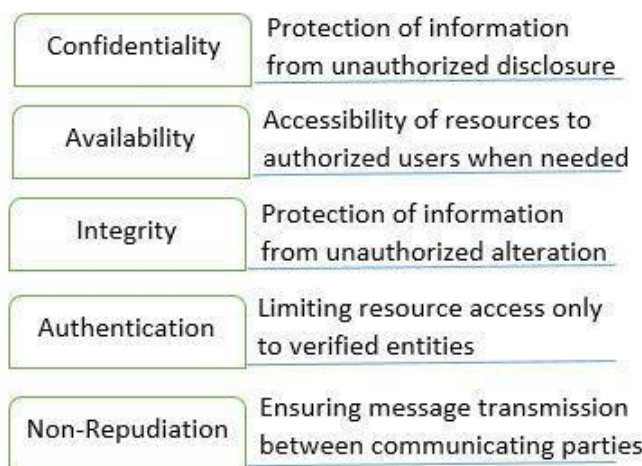 Confidentiality
Protection of information
from unauthorized disclosure
Availability
Accessibility of resources to
authorized users when needed
Integrity
Protection of information
from unauthorized alteration
Authentication
Limiting resource access only
to verified entities
Non-Repudiation
Ensuring message transmission
between communicating parties